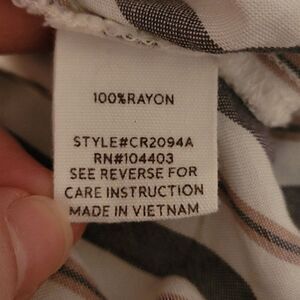 100%RAYON
STYLE#CR2094A
RN#104403
SEE REVERSE FOR
CARE INSTRUCTION
MADE IN VIETNAM